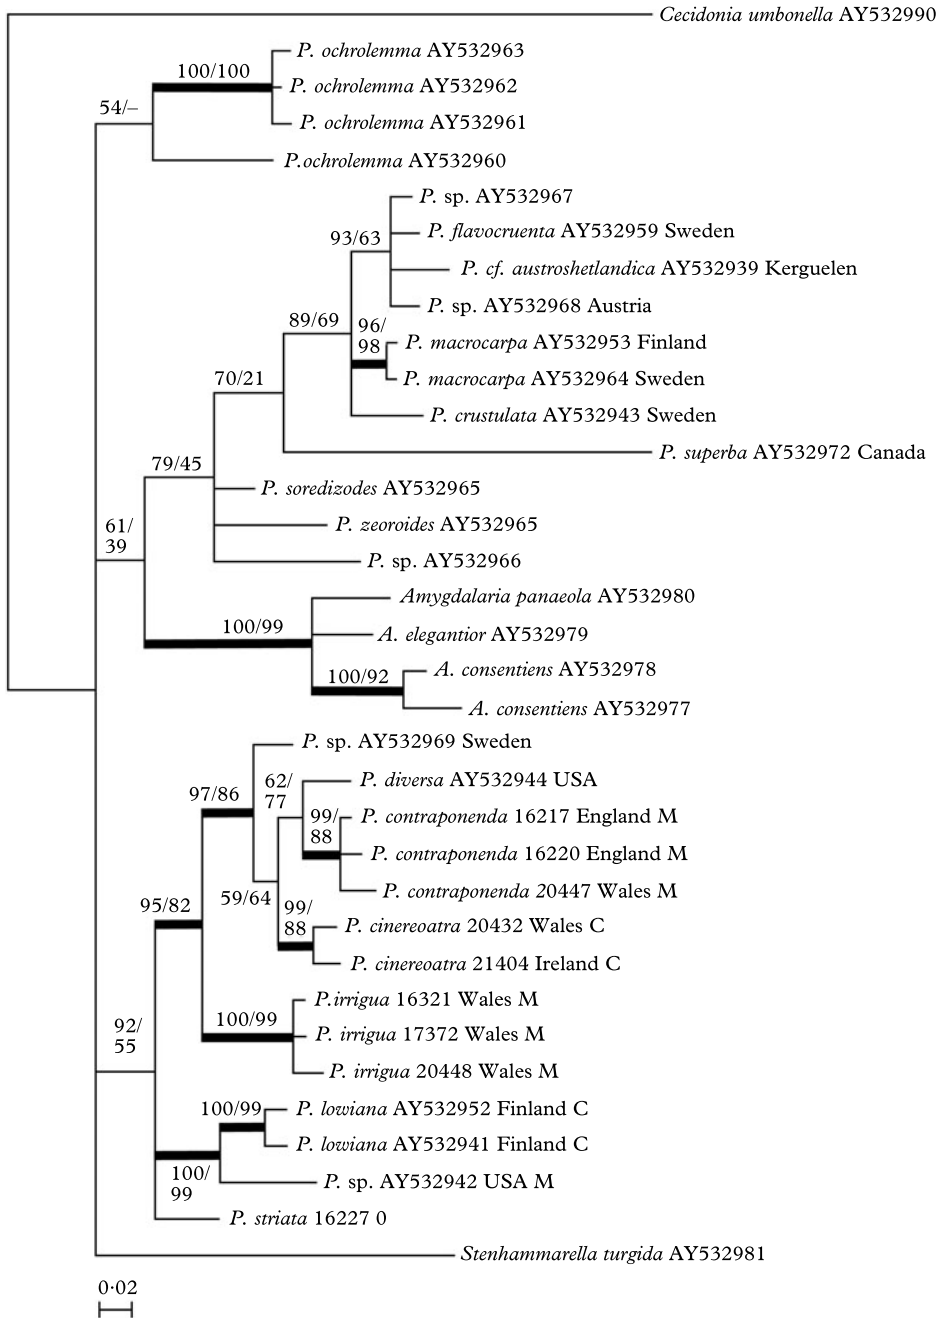 Cecidonia umbonella AY532990
P. ochrolemma AY532963
100/100
P. ochrolemma AY532962
54/–
P. ochrolemma AY532961
P.ochrolemma AY532960
P. sp. AY532967
P. flavocruenta AY532959 Sweden
93/63
P. cf. austroshetlandica AY532939 Kerguelen
P. sp. AY532968 Austria
89/69
96/
98
P. macrocarpa AY532953 Finland
P. macrocarpa AY532964 Sweden
70/21
P. crustulata AY532943 Sweden
P. superba AY532972 Canada
79/45
P. soredizodes AY532965
61/
39
P. zeoroides AY532965
P. sp. AY532966
Amygdalaria panaeola AY532980
100/99
A. elegantior AY532979
A. consentiens AY532978
100/92
A. consentiens AY532977
P. sp. AY532969 Sweden
62/
77
P. diversa AY532944 USA
97/86
99/
88
P. contraponenda 16217 England M
P. contraponenda 16220 England M
P. contraponenda 20447 Wales M
59/64
95/82
99/
88
P. cinereoatra 20432 Wales C
P. cinereoatra 21404 Ireland C
P.irrigua 16321 Wales M
100/99
92/
55
P. irrigua 17372 Wales M
P. irrigua 20448 Wales M
100/99
P. lowiana AY532952 Finland C
P. lowiana AY532941 Finland C
100/
99
P. sp. AY532942 USA M
P. striata 16227 0
Stenhammarella turgida AY532981
0·02